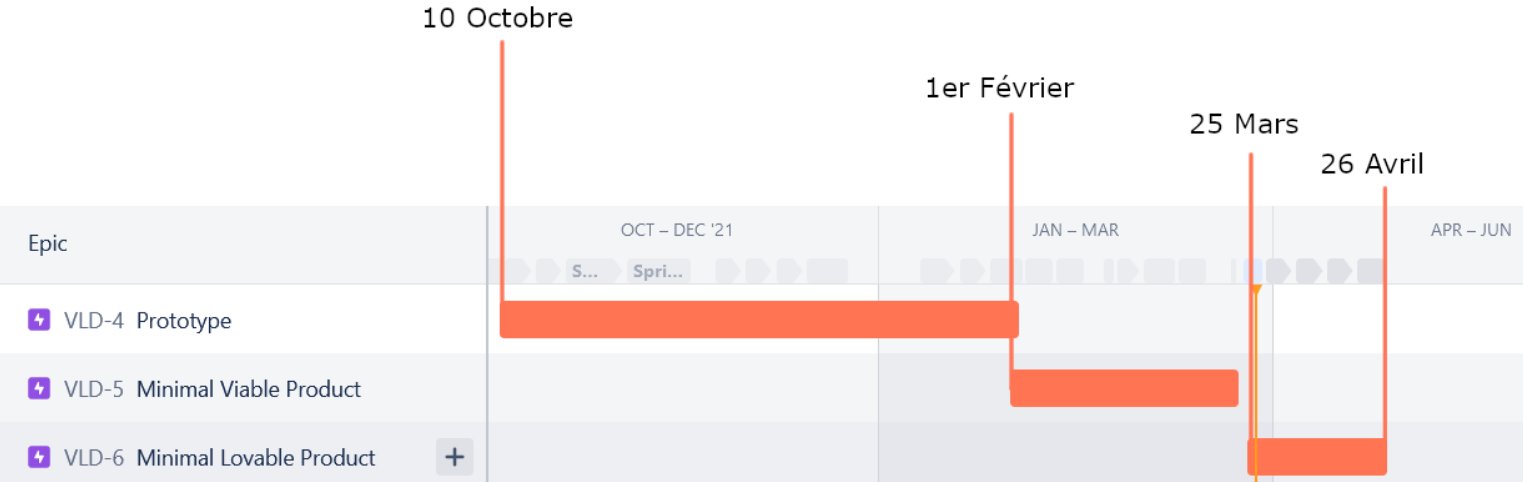 10 Octobre
1er Février
25 Mars
26 Avril
Epic
OCT – DEC '21
JAN – MAR
APR – JUN
S... Spri...
VLD-4 Prototype
VLD-5 Minimal Viable Product
VLD-6 Minimal Lovable Product +